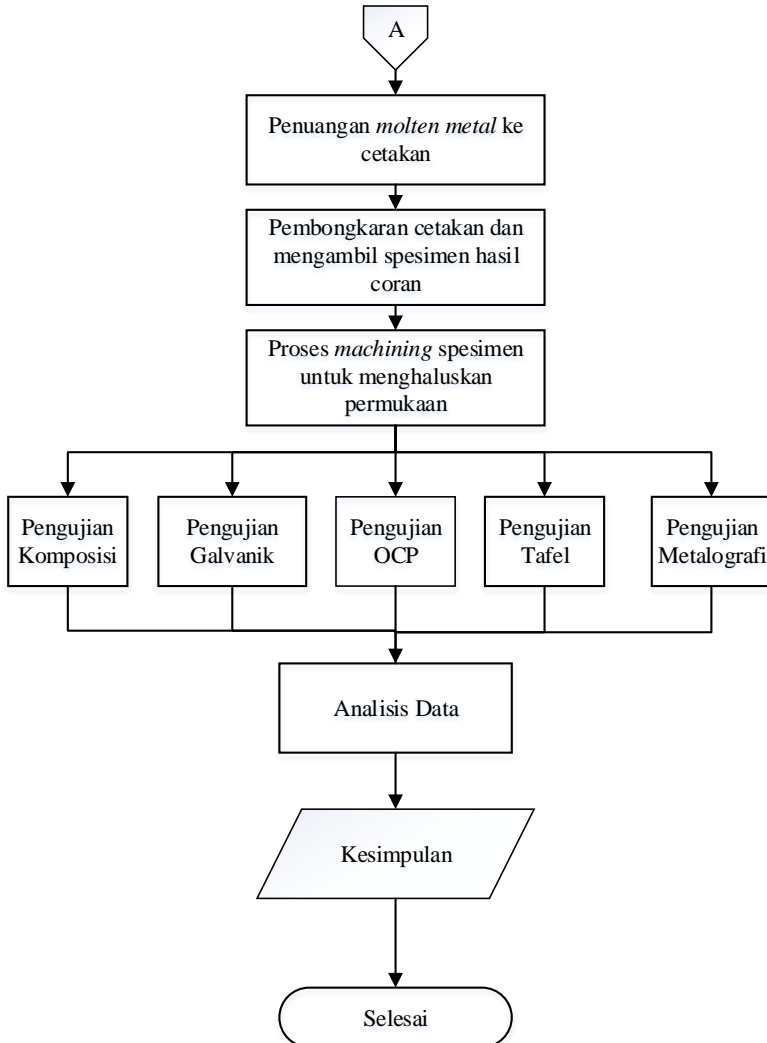 A
Penuangan molten metal ke
cetakan
Pembongkaran cetakan dan
mengambil spesimen hasil
coran
Proses machining spesimen
untuk menghaluskan
permukaan
Pengujian
Komposisi
Pengujian
Galvanik
Pengujian
OCP
Pengujian
Tafel
Pengujian
Metalografi
Analisis Data
Kesimpulan
Selesai